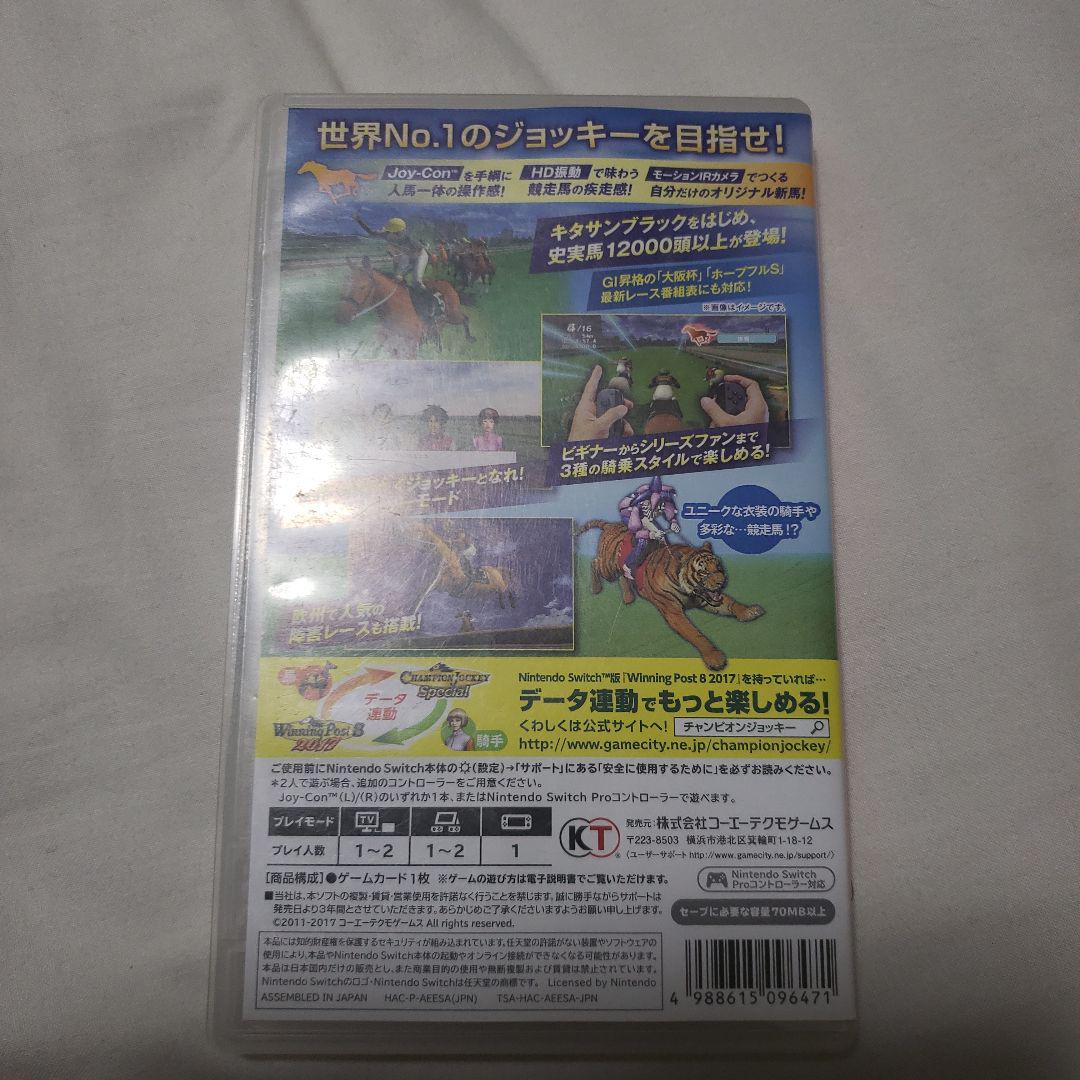 世界No.1のジョッキーを目指せ!
Joy-Con™を手綱に
人馬一体の操作感!
HD振動で味わう
競走馬の疾走感!
モーションIRカメラでつくる
自分だけのオリジナル新馬!
キタサンブラックをはじめ、
史実馬12000頭以上が登場!
GI昇格の「大阪杯」「ホープフルS」
最新レース番組表にも対応!
※画像はイメージです。
4/16
ビギナーからシリーズファンまで
3種の騎乗スタイルで楽しめる!
ジョッキーとなれ!
モード
ユニークな衣装の騎手や
多彩な…競走馬!?
欧州で人気の
障害レースも搭載!
CHAMPION JOCKEY
Special
データ
連動
Winning Post 8
2017
騎手
Nintendo Switch™版『Winning Post 8 2017』を持っていれば…
データ連動でもっと楽しめる!
くわしくは公式サイトへ! チャンピオンジョッキー
http://www.gamecity.ne.jp/championjockey/
ご使用前にNintendo Switch本体の(設定)→「サポート」にある「安全に使用するために」を必ずお読みください。
*2人で遊ぶ場合、追加のコントローラーをご用意ください。
Joy-Con™(L)/(R)のいずれか1本、またはNintendo Switch Proコントローラーで遊べます。
プレイモード TV
プレイ人数 1~2 1~2 1
KT
発売元:株式会社コーエーテクモゲームス
〒223-8503 横浜市港北区箕輪町1-18-12
〈ユーザーサポート http://www.gamecity.ne.jp/support/〉
[商品構成]●ゲームカード1枚 ※ゲームの遊び方は電子説明書でご覧いただけます。
Nintendo Switch
Proコントローラー対応
■当社は、本ソフトの複製・賃貸・営業使用を許諾なく行うことを禁じます。誠に勝手ながらサポートは
発売日より3年間とさせていただきます。あらかじめご了承くださいますようお願い申し上げます。
©2011-2017 コーエーテクモゲームス All rights reserved.
セーブに必要な容量70MB以上
本品には知的財産権を保護するセキュリティが組み込まれています。任天堂の許諾がない装置やソフトウェアの
使用により、本品やNintendo Switch本体の起動やオンライン接続ができなくなる可能性があります。
本品は日本国内だけの販売とし、また商業目的の使用や無断複製および賃貸は禁止されています。
Nintendo Switchのロゴ・Nintendo Switchは任天堂の商標です。 Licensed by Nintendo
ASSEMBLED IN JAPAN HAC-P-AEESA(JPN) TSA-HAC-AEESA-JPN
4 988615 096471